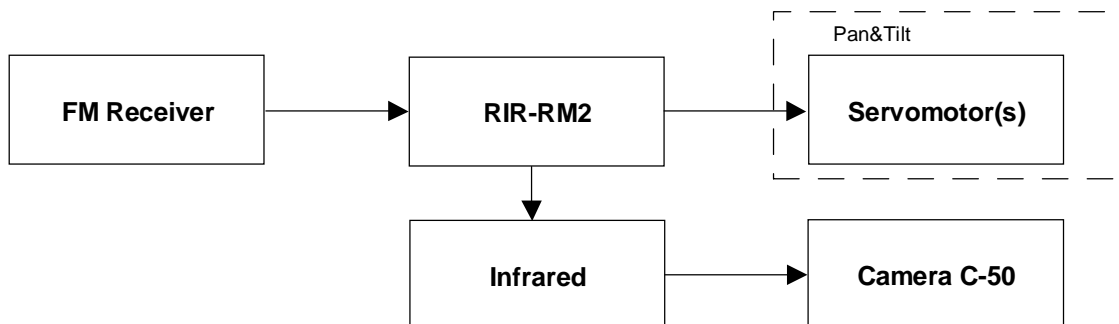 Pan&Tilt
FM Receiver
RIR-RM2
Servomotor(s)
Infrared
Camera C-50